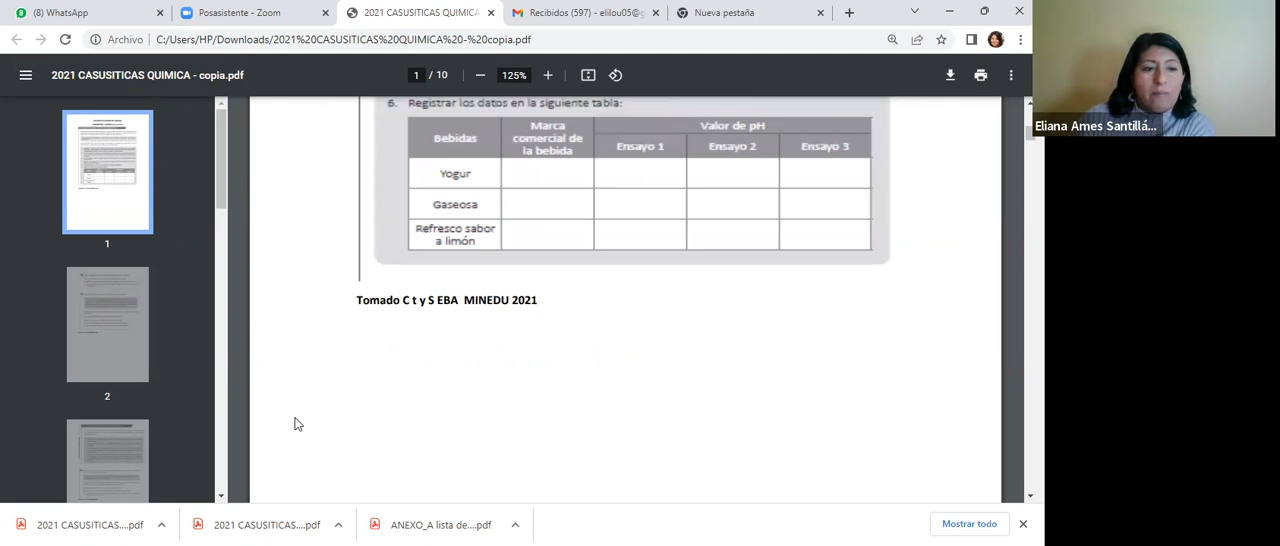 (8) WhatsApp
Posasistente - Zoom
2021 CASUSITICAS QUIMICA -
Recibidos (597) - elilou05@g
Nueva pestaña
Archivo
C:/Users/HP/Downloads/2021%20CASUSITICAS%20QUIMICA%20-%20copia.pdf
2021 CASUSITICAS QUIMICA - copia.pdf
1 / 10
125%
1
2
6. Registrar los datos en la siguiente tabla:
Bebidas
Marca
comercial de
la bebida
Valor de pH
Ensayo 1
Ensayo 2
Ensayo 3
Yogur
Gaseosa
Refresco sabor
a limón
Tomado C t y S EBA MINEDU 2021
Eliana Ames Santillá...
2021 CASUSITICAS....pdf
2021 CASUSITICAS....pdf
ANEXO_A lista de....pdf
Mostrar todo